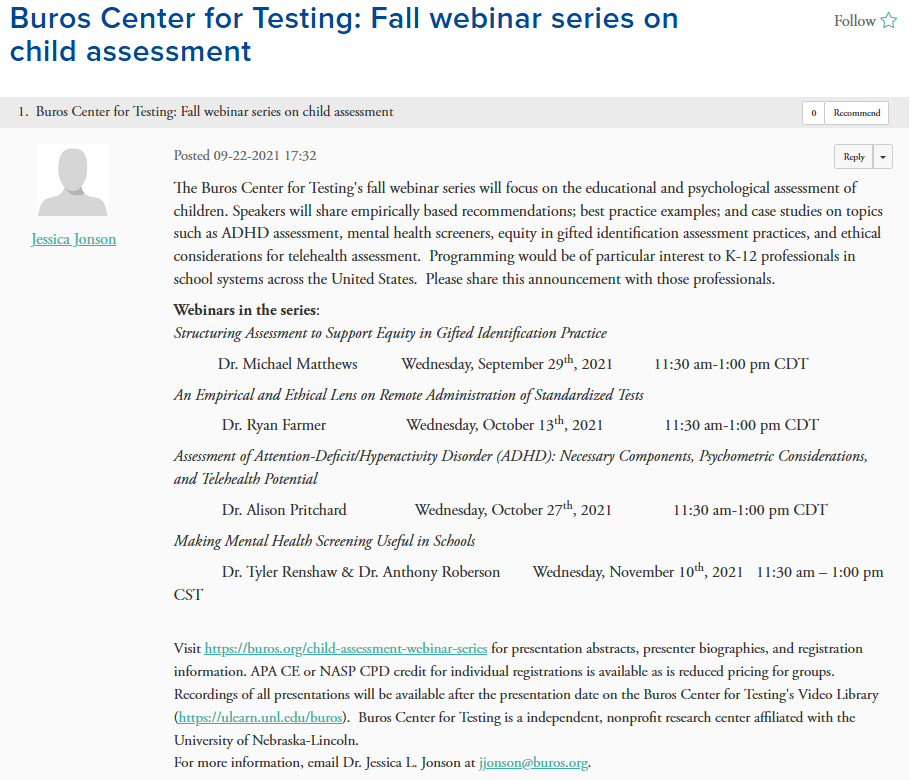 Buros Center for Testing: Fall webinar series on
child assessment
Follow
1. Buros Center for Testing: Fall webinar series on child assessment
0 Recommend
Posted 09-22-2021 17:32
Reply
Jessica Jonson
The Buros Center for Testing's fall webinar series will focus on the educational and psychological assessment of
children. Speakers will share empirically based recommendations; best practice examples; and case studies on topics
such as ADHD assessment, mental health screeners, equity in gifted identification assessment practices, and ethical
considerations for telehealth assessment. Programming would be of particular interest to K-12 professionals in
school systems across the United States. Please share this announcement with those professionals.
Webinars in the series:
Structuring Assessment to Support Equity in Gifted Identification Practice
Dr. Michael Matthews Wednesday, September 29th, 2021 11:30 am-1:00 pm CDT
An Empirical and Ethical Lens on Remote Administration of Standardized Tests
Dr. Ryan Farmer Wednesday, October 13th, 2021 11:30 am-1:00 pm CDT
Assessment of Attention-Deficit/Hyperactivity Disorder (ADHD): Necessary Components, Psychometric Considerations,
and Telehealth Potential
Dr. Alison Pritchard Wednesday, October 27th, 2021 11:30 am-1:00 pm CDT
Making Mental Health Screening Useful in Schools
Dr. Tyler Renshaw & Dr. Anthony Roberson Wednesday, November 10th, 2021 11:30 am – 1:00 pm
CST
Visit https://buros.org/child-assessment-webinar-series for presentation abstracts, presenter biographies, and registration
information. APA CE or NASP CPD credit for individual registrations is available as is reduced pricing for groups.
Recordings of all presentations will be available after the presentation date on the Buros Center for Testing's Video Library
(https://ulearn.unl.edu/buros). Buros Center for Testing is a independent, nonprofit research center affiliated with the
University of Nebraska-Lincoln.
For more information, email Dr. Jessica L. Jonson at jjonson@buros.org.